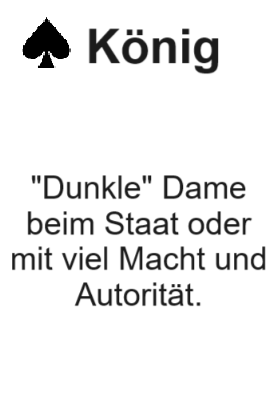 ♠ König
"Dunkle" Dame
beim Staat oder
mit viel Macht und
Autorität.